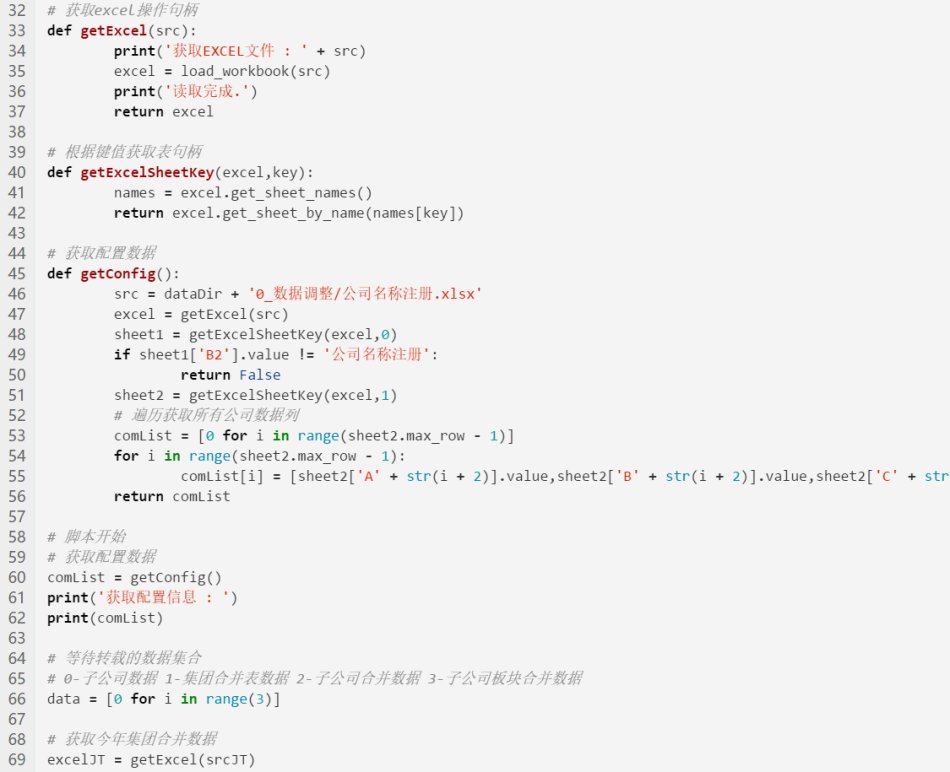 32 # 获取excel操作句柄
33 def getExcel(src):
34 print('获取EXCEL文件 : ' + src)
35 excel = load_workbook(src)
36 print('读取完成.')
37 return excel
38
39 # 根据键值获取表句柄
40 def getExcelSheetKey(excel,key):
41 names = excel.get_sheet_names()
42 return excel.get_sheet_by_name(names[key])
43
44 # 获取配置数据
45 def getConfig():
46 src = dataDir + '0_数据调整/公司名称注册.xlsx'
47 excel = getExcel(src)
48 sheet1 = getExcelSheetKey(excel,0)
49 if sheet1['B2'].value != '公司名称注册':
50 return False
51 sheet2 = getExcelSheetKey(excel,1)
52 # 遍历获取所有公司数据列
53 comList = [0 for i in range(sheet2.max_row - 1)]
54 for i in range(sheet2.max_row - 1):
55 comList[i] = [sheet2['A' + str(i + 2)].value,sheet2['B' + str(i + 2)].value,sheet2['C' + str
56 return comList
57
58 # 脚本开始
59 # 获取配置数据
60 comList = getConfig()
61 print('获取配置信息 : ')
62 print(comList)
63
64 # 等待转载的数据集合
65 # 0-子公司数据 1-集团合并表数据 2-子公司合并数据 3-子公司板块合并数据
66 data = [0 for i in range(3)]
67
68 # 获取今年集团合并数据
69 excelJT = getExcel(srcJT)